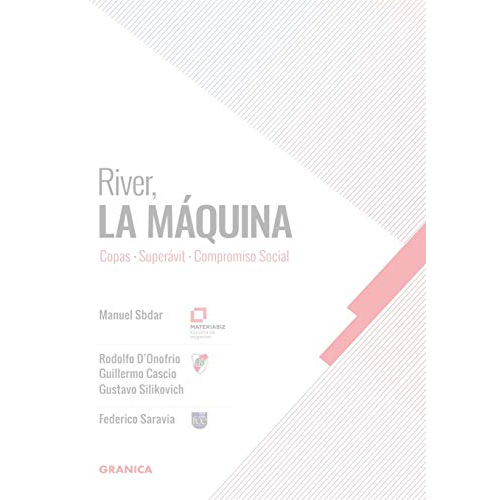 River,
LA MÁQUINA
Copas · Superávit · Compromiso Social
Manuel Sbdar
MATERIABIZ
Rodolfo D'Onofrio
Guillermo Cascio
Gustavo Silikovich
Federico Saravia
GRANICA